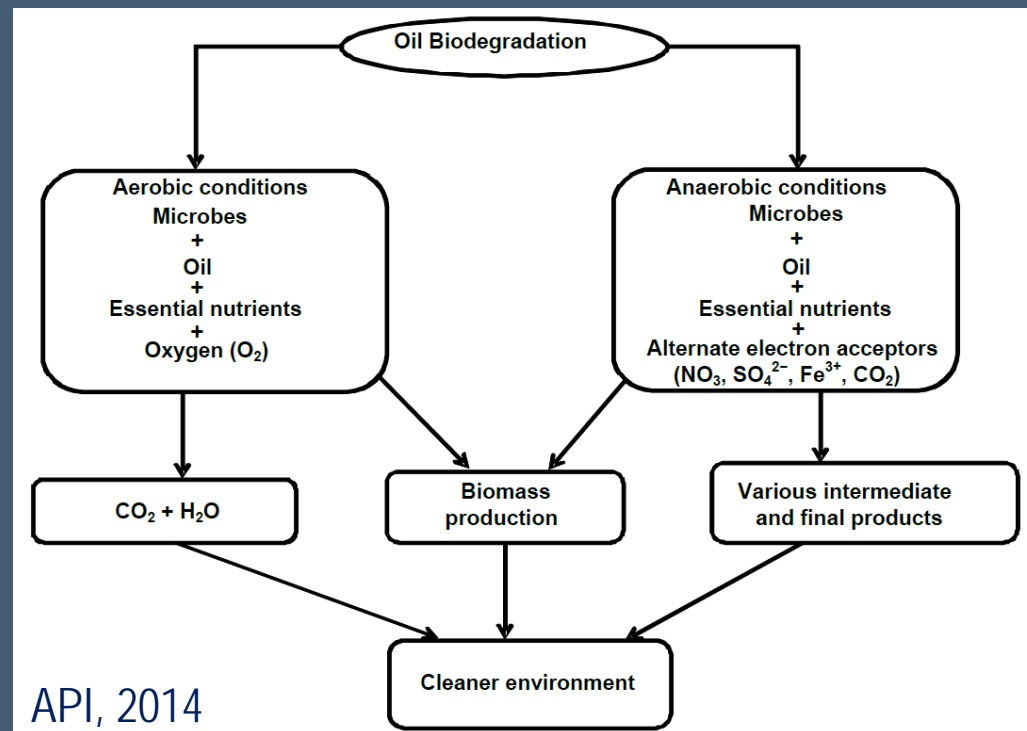 Oil Biodegradation
Aerobic conditions
Microbes
+
Oil
+
Essential nutrients
+
Oxygen (O₂)
Anaerobic conditions
Microbes
+
Oil
+
Essential nutrients
+
Alternate electron acceptors
(NO₃, SO₄²⁻, Fe³⁺, CO₂)
CO₂ + H₂O
Biomass
production
Various intermediate
and final products
Cleaner environment
API, 2014